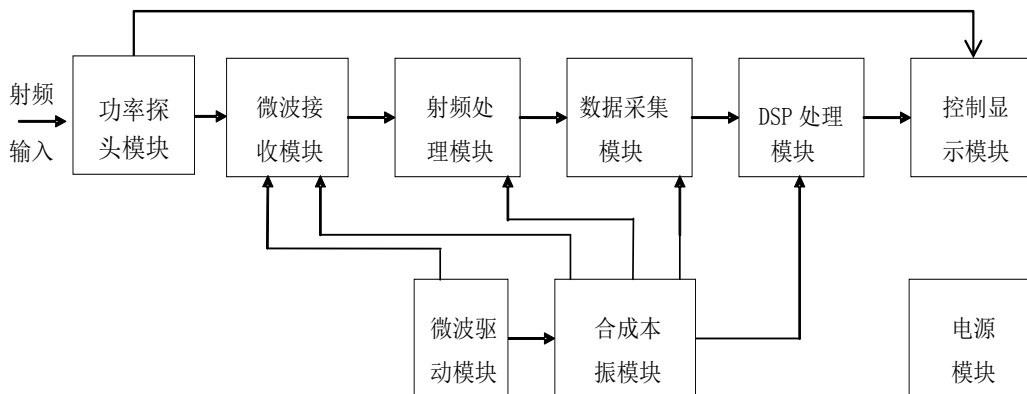 射频
输入
功率探
头模块
微波接
收模块
射频处
理模块
数据采集
模块
DSP 处理
模块
控制显
示模块
微波驱
动模块
合成本
振模块
电源
模块